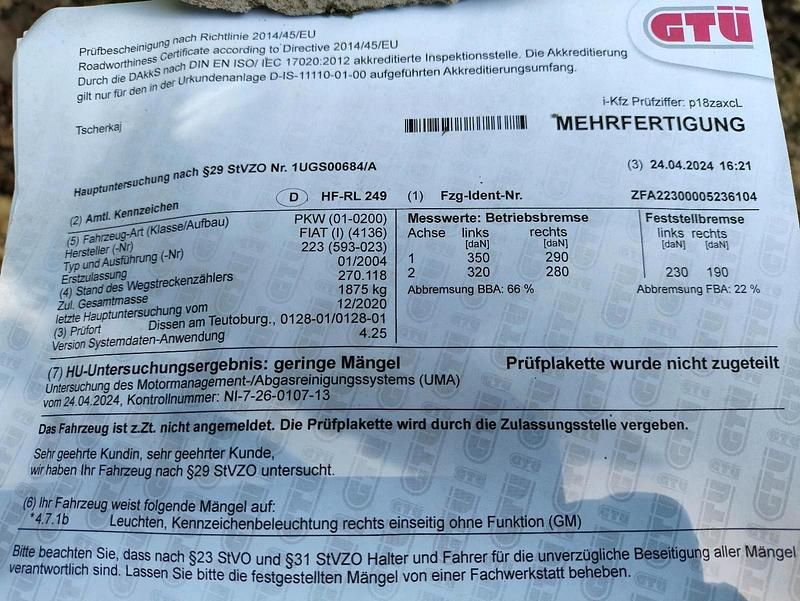 GTÜ
Prüfbescheinigung nach Richtlinie 2014/45/EU
Roadworthiness Certificate according to Directive 2014/45/EU
Durch die DAkkS nach DIN EN ISO/ IEC 17020:2012 akkreditierte Inspektionsstelle. Die Akkreditierung
gilt nur für den in der Urkundenanlage D-IS-11110-01-00 aufgeführten Akkreditierungsumfang.
i-Kfz Prüfziffer: p18zaxcL
Tscherkaj
*MEHRFERTIGUNG
Hauptuntersuchung nach §29 StVZO Nr. 1UGS00684/A (3) 24.04.2024 16:21
(2) Amtl. Kennzeichen D HF-RL 249 (1) Fzg-Ident-Nr. ZFA22300005236104
(5) Fahrzeug-Art (Klasse/Aufbau) PKW (01-0200)
Hersteller (-Nr) FIAT (I) (4136)
Typ und Ausführung (-Nr) 223 (593-023)
Erstzulassung 01/2004
(4) Stand des Wegstreckenzählers 270.118
Zul. Gesamtmasse 1875 kg
letzte Hauptuntersuchung vom 12/2020
(3) Prüfort Dissen am Teutoburg., 0128-01/0128-01
Version Systemdaten-Anwendung 4.25
Messwerte: Betriebsbremse Feststellbremse
Achse links rechts links rechts
[daN] [daN] [daN] [daN]
1 350 290
2 320 280 230 190
Abbremsung BBA: 66 % Abbremsung FBA: 22 %
(7) HU-Untersuchungsergebnis: geringe Mängel Prüfplakette wurde nicht zugeteilt
Untersuchung des Motormanagement-/Abgasreinigungssystems (UMA)
vom 24.04.2024, Kontrollnummer: NI-7-26-0107-13
Das Fahrzeug ist z.Zt. nicht angemeldet. Die Prüfplakette wird durch die Zulassungsstelle vergeben.
Sehr geehrte Kundin, sehr geehrter Kunde,
wir haben Ihr Fahrzeug nach §29 StVZO untersucht.
(6) Ihr Fahrzeug weist folgende Mängel auf:
*4.7.1b Leuchten, Kennzeichenbeleuchtung rechts einseitig ohne Funktion (GM)
Bitte beachten Sie, dass nach §23 StVO und §31 StVZO Halter und Fahrer für die unverzügliche Beseitigung aller Mängel
verantwortlich sind. Lassen Sie bitte die festgestellten Mängel von einer Fachwerkstatt beheben.